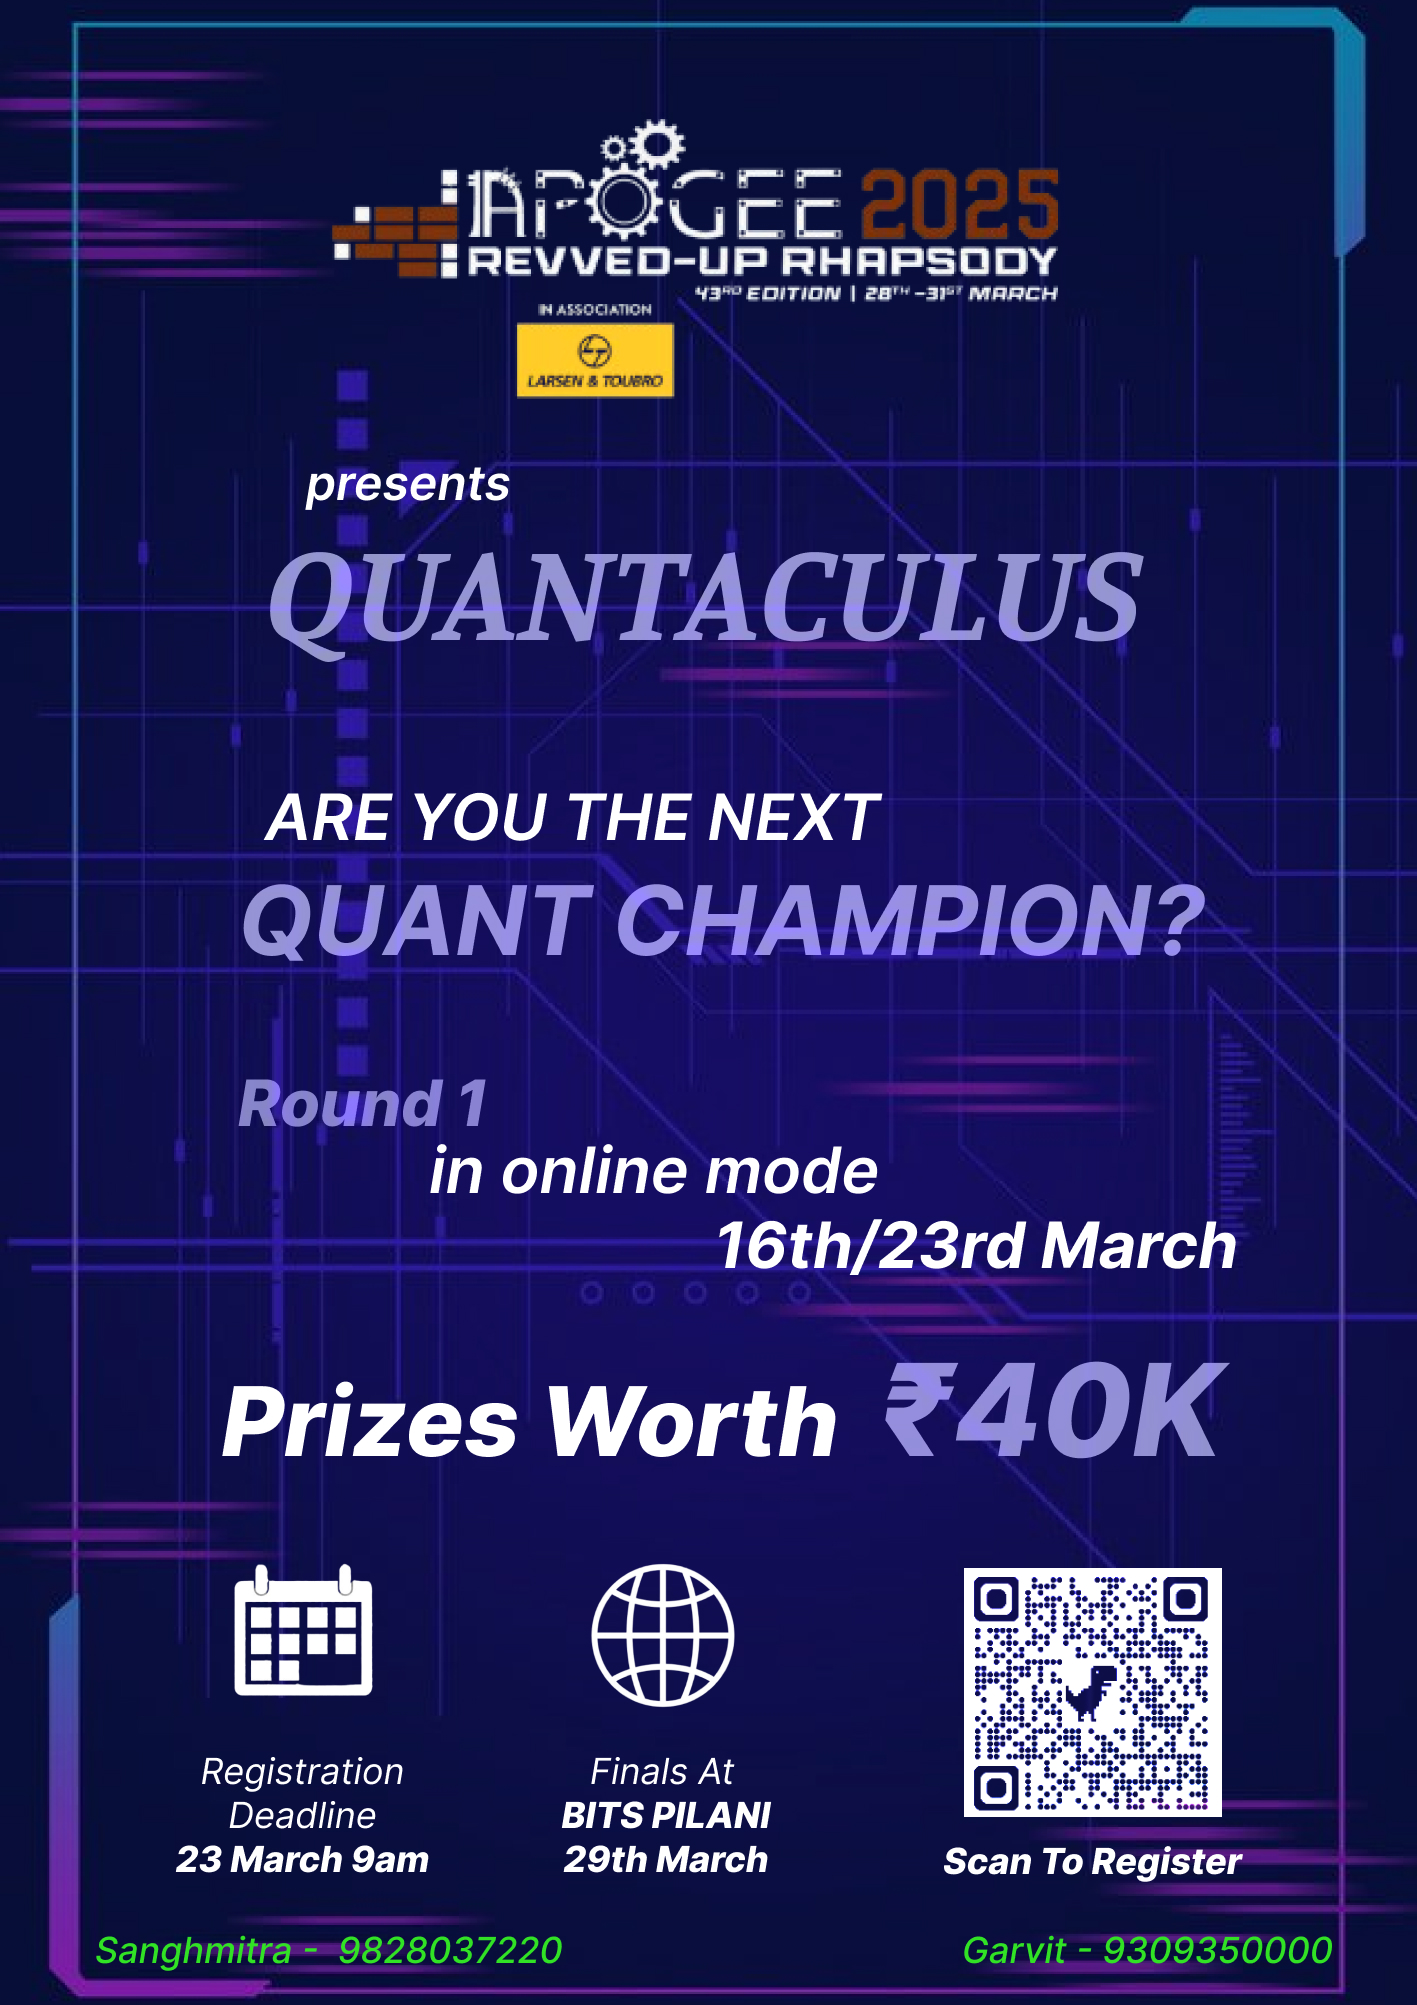 APOGEE 2025
REVVED-UP RHAPSODY
43RD EDITION | 28TH -31ST MARCH
IN ASSOCIATION
LARSEN & TOUBRO
presents
QUANTACULUS
ARE YOU THE NEXT
QUANT CHAMPION?
Round 1
in online mode
16th/23rd March
Prizes Worth ₹40K
Registration
Deadline
23 March 9am
Finals At
BITS PILANI
29th March
Scan To Register
Sanghmitra - 9828037220
Garvit - 9309350000